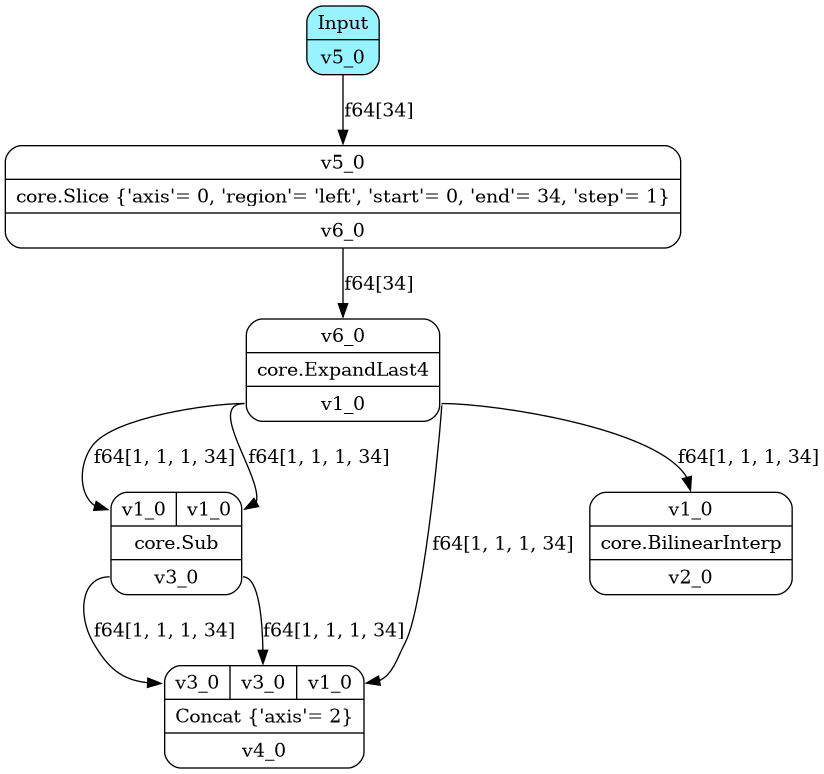 Input
v5_0
f64[34]
v5_0
core.Slice {'axis'= 0, 'region'= 'left', 'start'= 0, 'end'= 34, 'step'= 1}
v6_0
f64[34]
v6_0
core.ExpandLast4
v1_0
f64[1, 1, 1, 34] f64[1, 1, 1, 34] f64[1, 1, 1, 34]
v1_0 v1_0 v1_0
core.Sub f64[1, 1, 1, 34] core.BilinearInterp
v3_0 v2_0
f64[1, 1, 1, 34] f64[1, 1, 1, 34]
v3_0 v3_0 v1_0
Concat {'axis'= 2}
v4_0